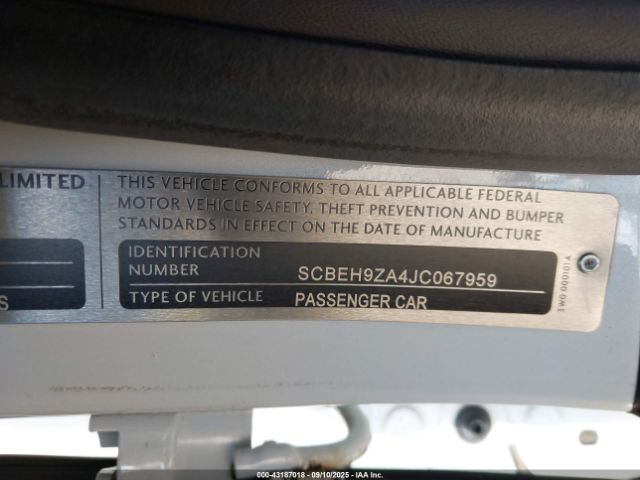 LIMITED
THIS VEHICLE CONFORMS TO ALL APPLICABLE FEDERAL
MOTOR VEHICLE SAFETY, THEFT PREVENTION AND BUMPER
STANDARDS IN EFFECT ON THE DATE OF MANUFACTURE
IDENTIFICATION
NUMBER SCBEH9ZA4JC067959
S TYPE OF VEHICLE PASSENGER CAR
3W0 000101A
000-43187018 | 09/10/2025 - IAA Inc.